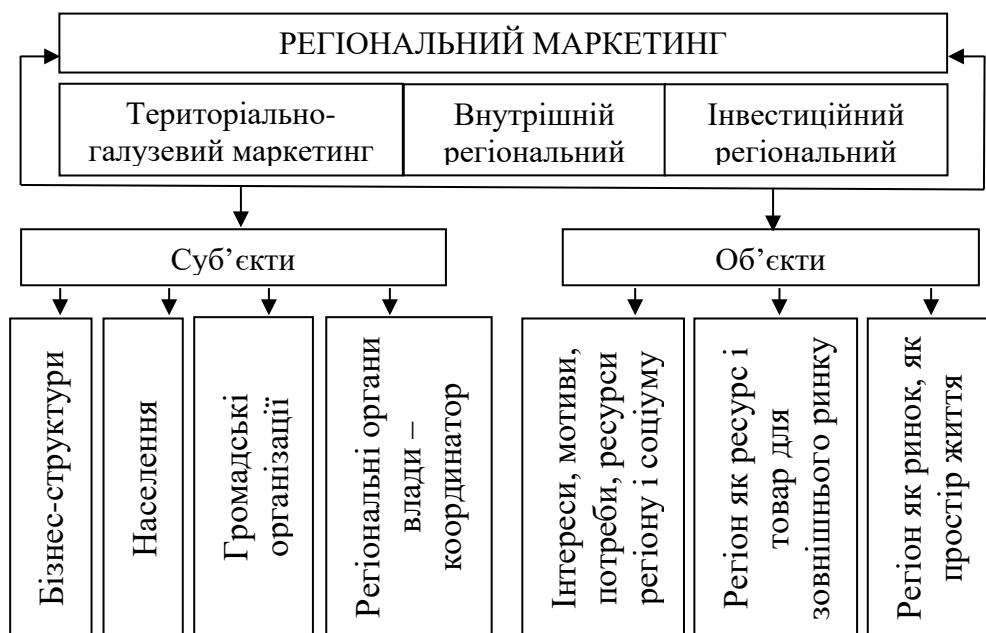 РЕГІОНАЛЬНИЙ МАРКЕТИНГ
Територіально-
галузевий маркетинг
Внутрішній
регіональний
Інвестиційний
регіональний
Суб’єкти
Об’єкти
Бізнес-структури
Населення
Громадські
організації
Регіональні органи
влади –
координатор
Інтереси, мотиви,
потреби, ресурси
регіону і соціуму
Регіон як ресурс і
товар для
зовнішнього ринку
Регіон як ринок, як
простір життя